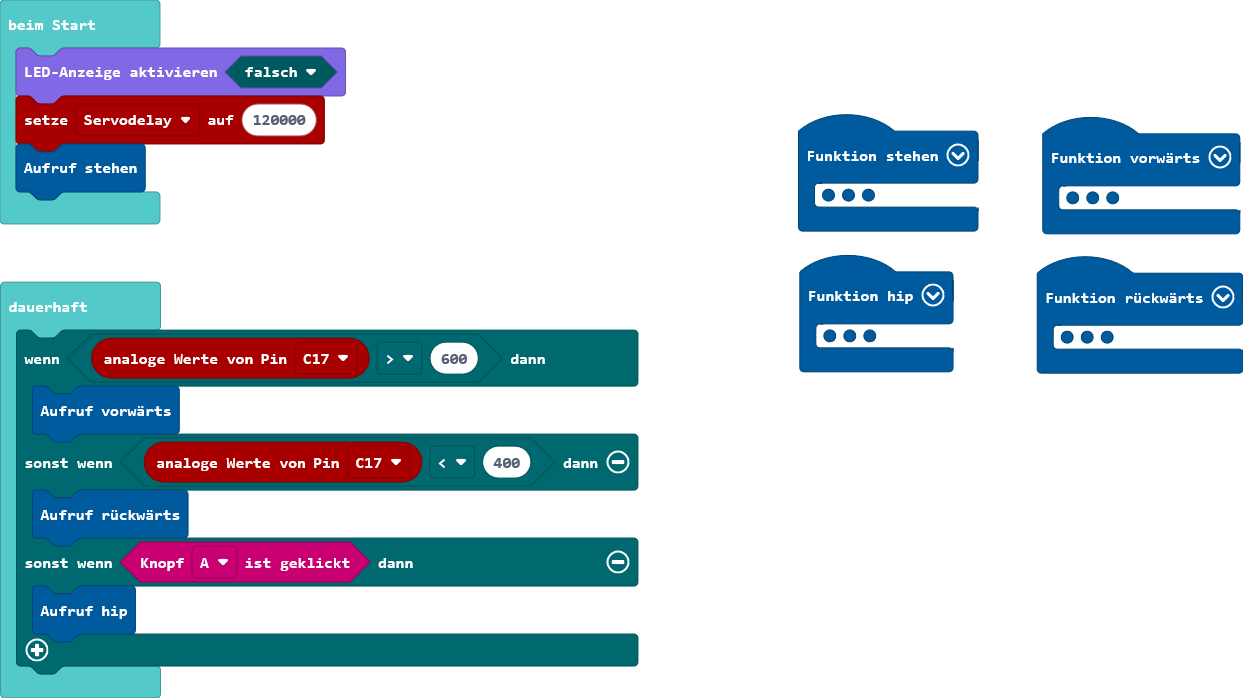 beim Start
LED-Anzeige aktivieren falsch
setze Servodelay auf 120000
Aufruf stehen
Funktion stehen
Funktion vorwärts
Funktion hip
Funktion rückwärts
dauerhaft
wenn analoge Werte von Pin C17 > 600 dann
Aufruf vorwärts
sonst wenn analoge Werte von Pin C17 < 400 dann
Aufruf rückwärts
sonst wenn Knopf A ist geklickt dann
Aufruf hip